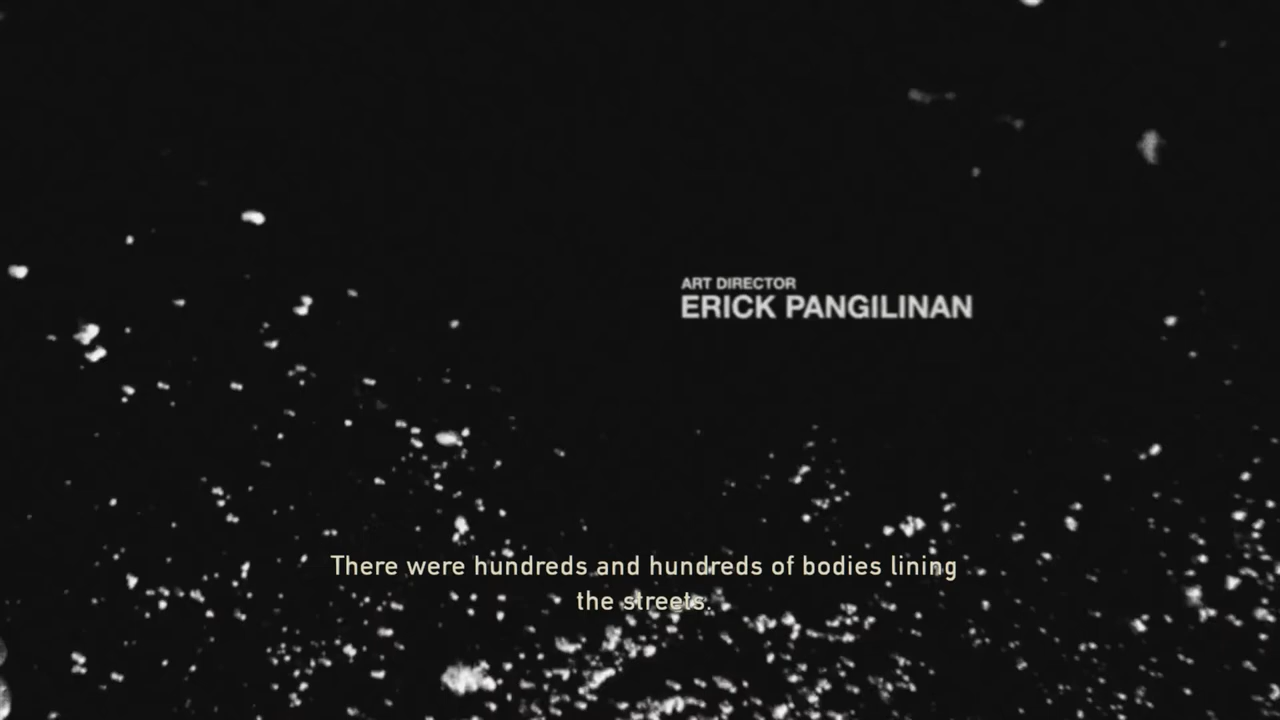 ART DIRECTOR
ERICK PANGILINAN
There were hundreds and hundreds of bodies lining
the streets.